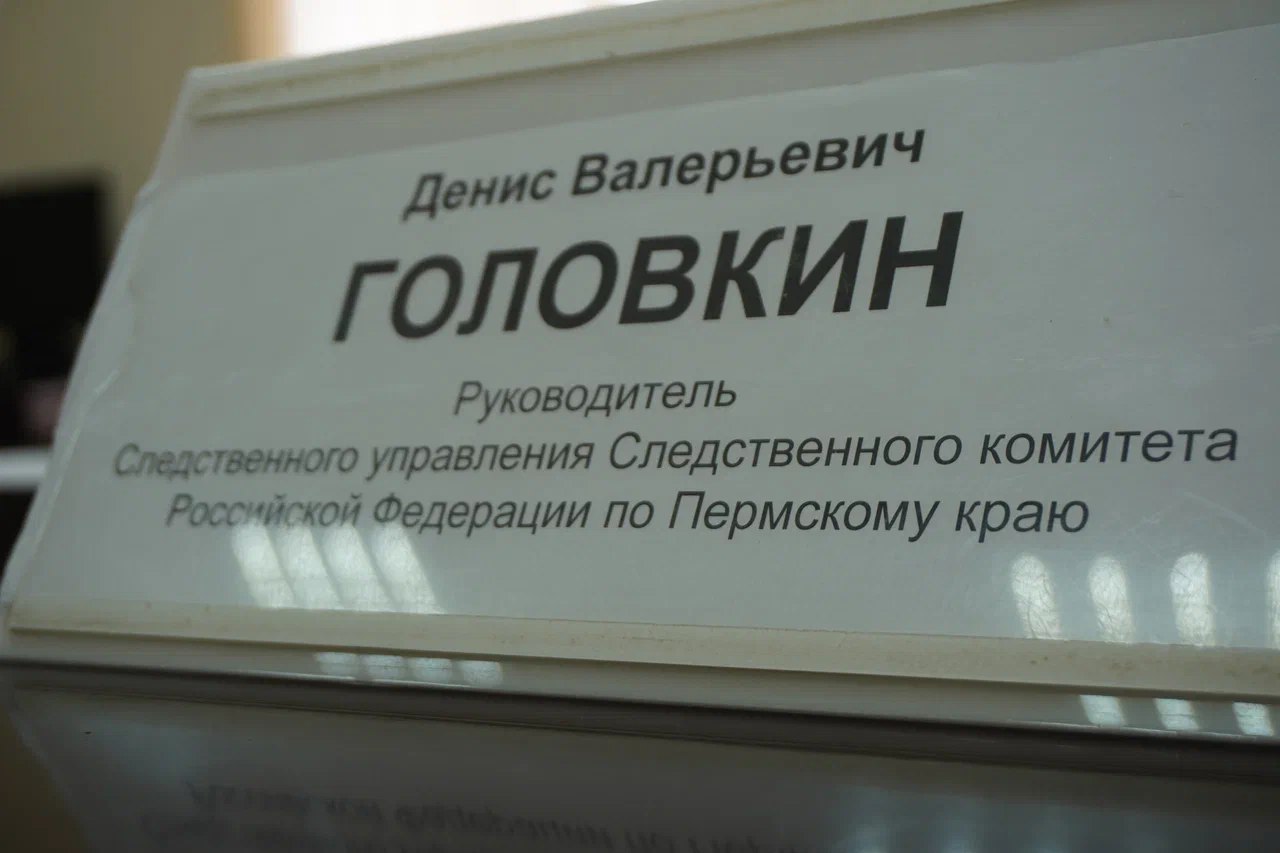 Денис Валерьевич
ГОЛОВКИН
Руководитель
Следственного управления Следственного комитета
Российской Федерации по Пермскому краю